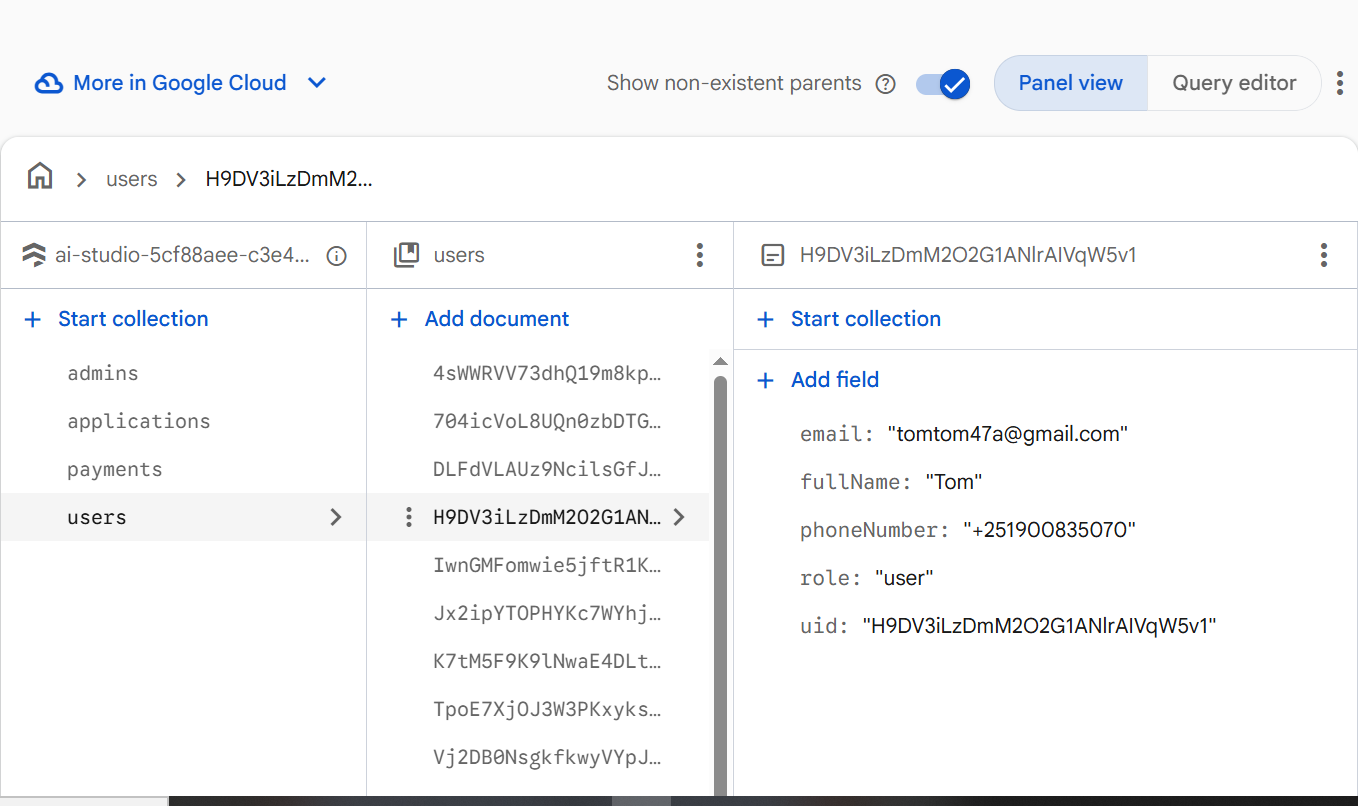 More in Google Cloud
Show non-existent parents
Panel view
Query editor
users
H9DV3iLzDmM2...
ai-studio-5cf88aee-c3e4...
users
H9DV3iLzDmM2O2G1ANlrAIVqW5v1
+ Start collection
+ Add document
+ Start collection
admins
applications
payments
users
4sWWRVV73dhQ19m8kp…
704icVoL8UQn0zbDTG…
DLFdVLAUz9NcilsGfJ…
H9DV3iLzDmM2O2G1AN…
IwnGMFomwie5jftR1K…
Jx2ipYTOPHYKc7WYhj…
K7tM5F9K9lNwaE4DLt…
TpoE7XjOJ3W3PKxyks…
Vj2DB0NsgkfkwyVYpJ…
+ Add field
email: "tomtom47a@gmail.com"
fullName: "Tom"
phoneNumber: "+251900835070"
role: "user"
uid: "H9DV3iLzDmM2O2G1ANlrAIVqW5v1"